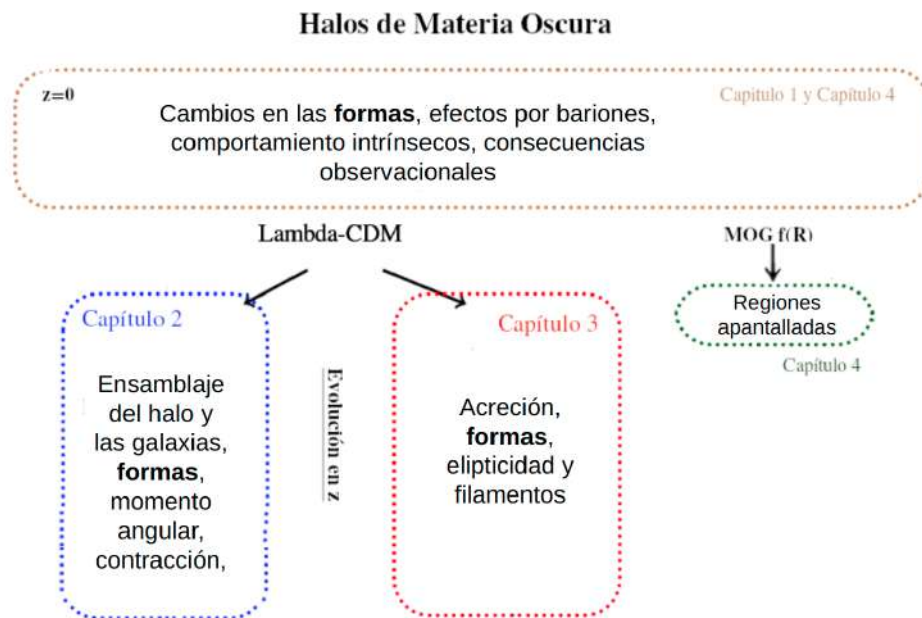 Halos de Materia Oscura
z=0
Capítulo 1 y Capítulo 4
Cambios en las formas, efectos por bariones,
comportamiento intrínsecos, consecuencias
observacionales
Lambda-CDM
MOG f(R)
Capítulo 2
Ensamblaje
del halo y
las galaxias,
formas,
momento
angular,
contracción,
Evolución en z
Capítulo 3
Acreción,
formas,
elipticidad y
filamentos
Regiones
apantalladas
Capítulo 4